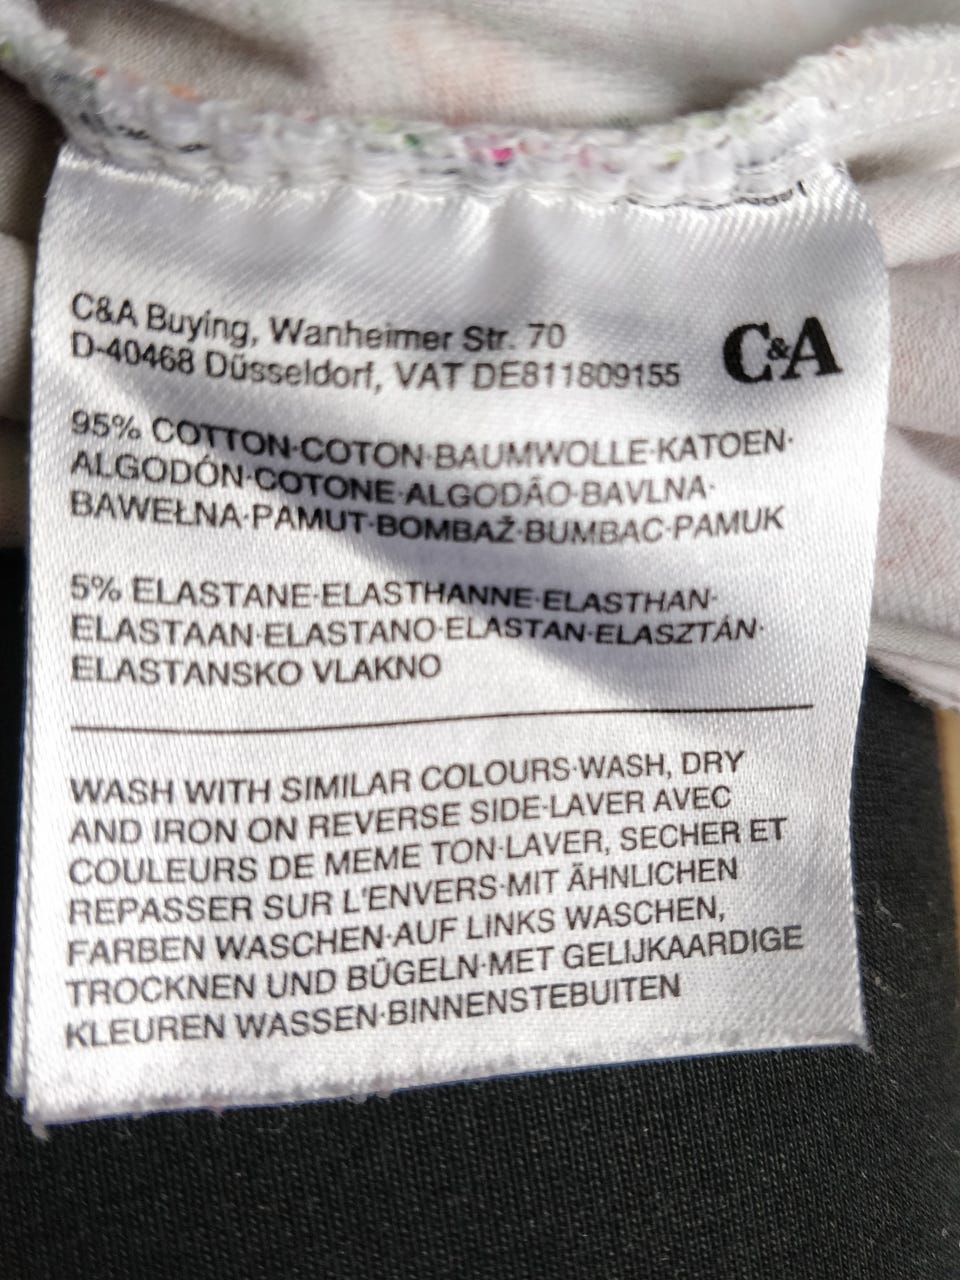 C&A Buying, Wanheimer Str. 70
D-40468 Düsseldorf, VAT DE811809155
C&A
95% COTTON·COTON·BAUMWOLLE·KATOEN·
ALGODÓN·COTONE·ALGODÃO·BAVLNA·
BAWEŁNA·PAMUT·BOMBAŽ·BUMBAC·PAMUK
5% ELASTANE·ELASTHANNE·ELASTHAN·
ELASTAAN·ELASTANO·ELASTAN·ELASZTÁN·
ELASTANSKO VLAKNO
WASH WITH SIMILAR COLOURS·WASH, DRY
AND IRON ON REVERSE SIDE·LAVER AVEC
COULEURS DE MEME TON·LAVER, SECHER ET
REPASSER SUR L'ENVERS·MIT ÄHNLICHEN
FARBEN WASCHEN·AUF LINKS WASCHEN,
TROCKNEN UND BÜGELN·MET GELIJKAARDIGE
KLEUREN WASSEN·BINNENSTEBUITEN